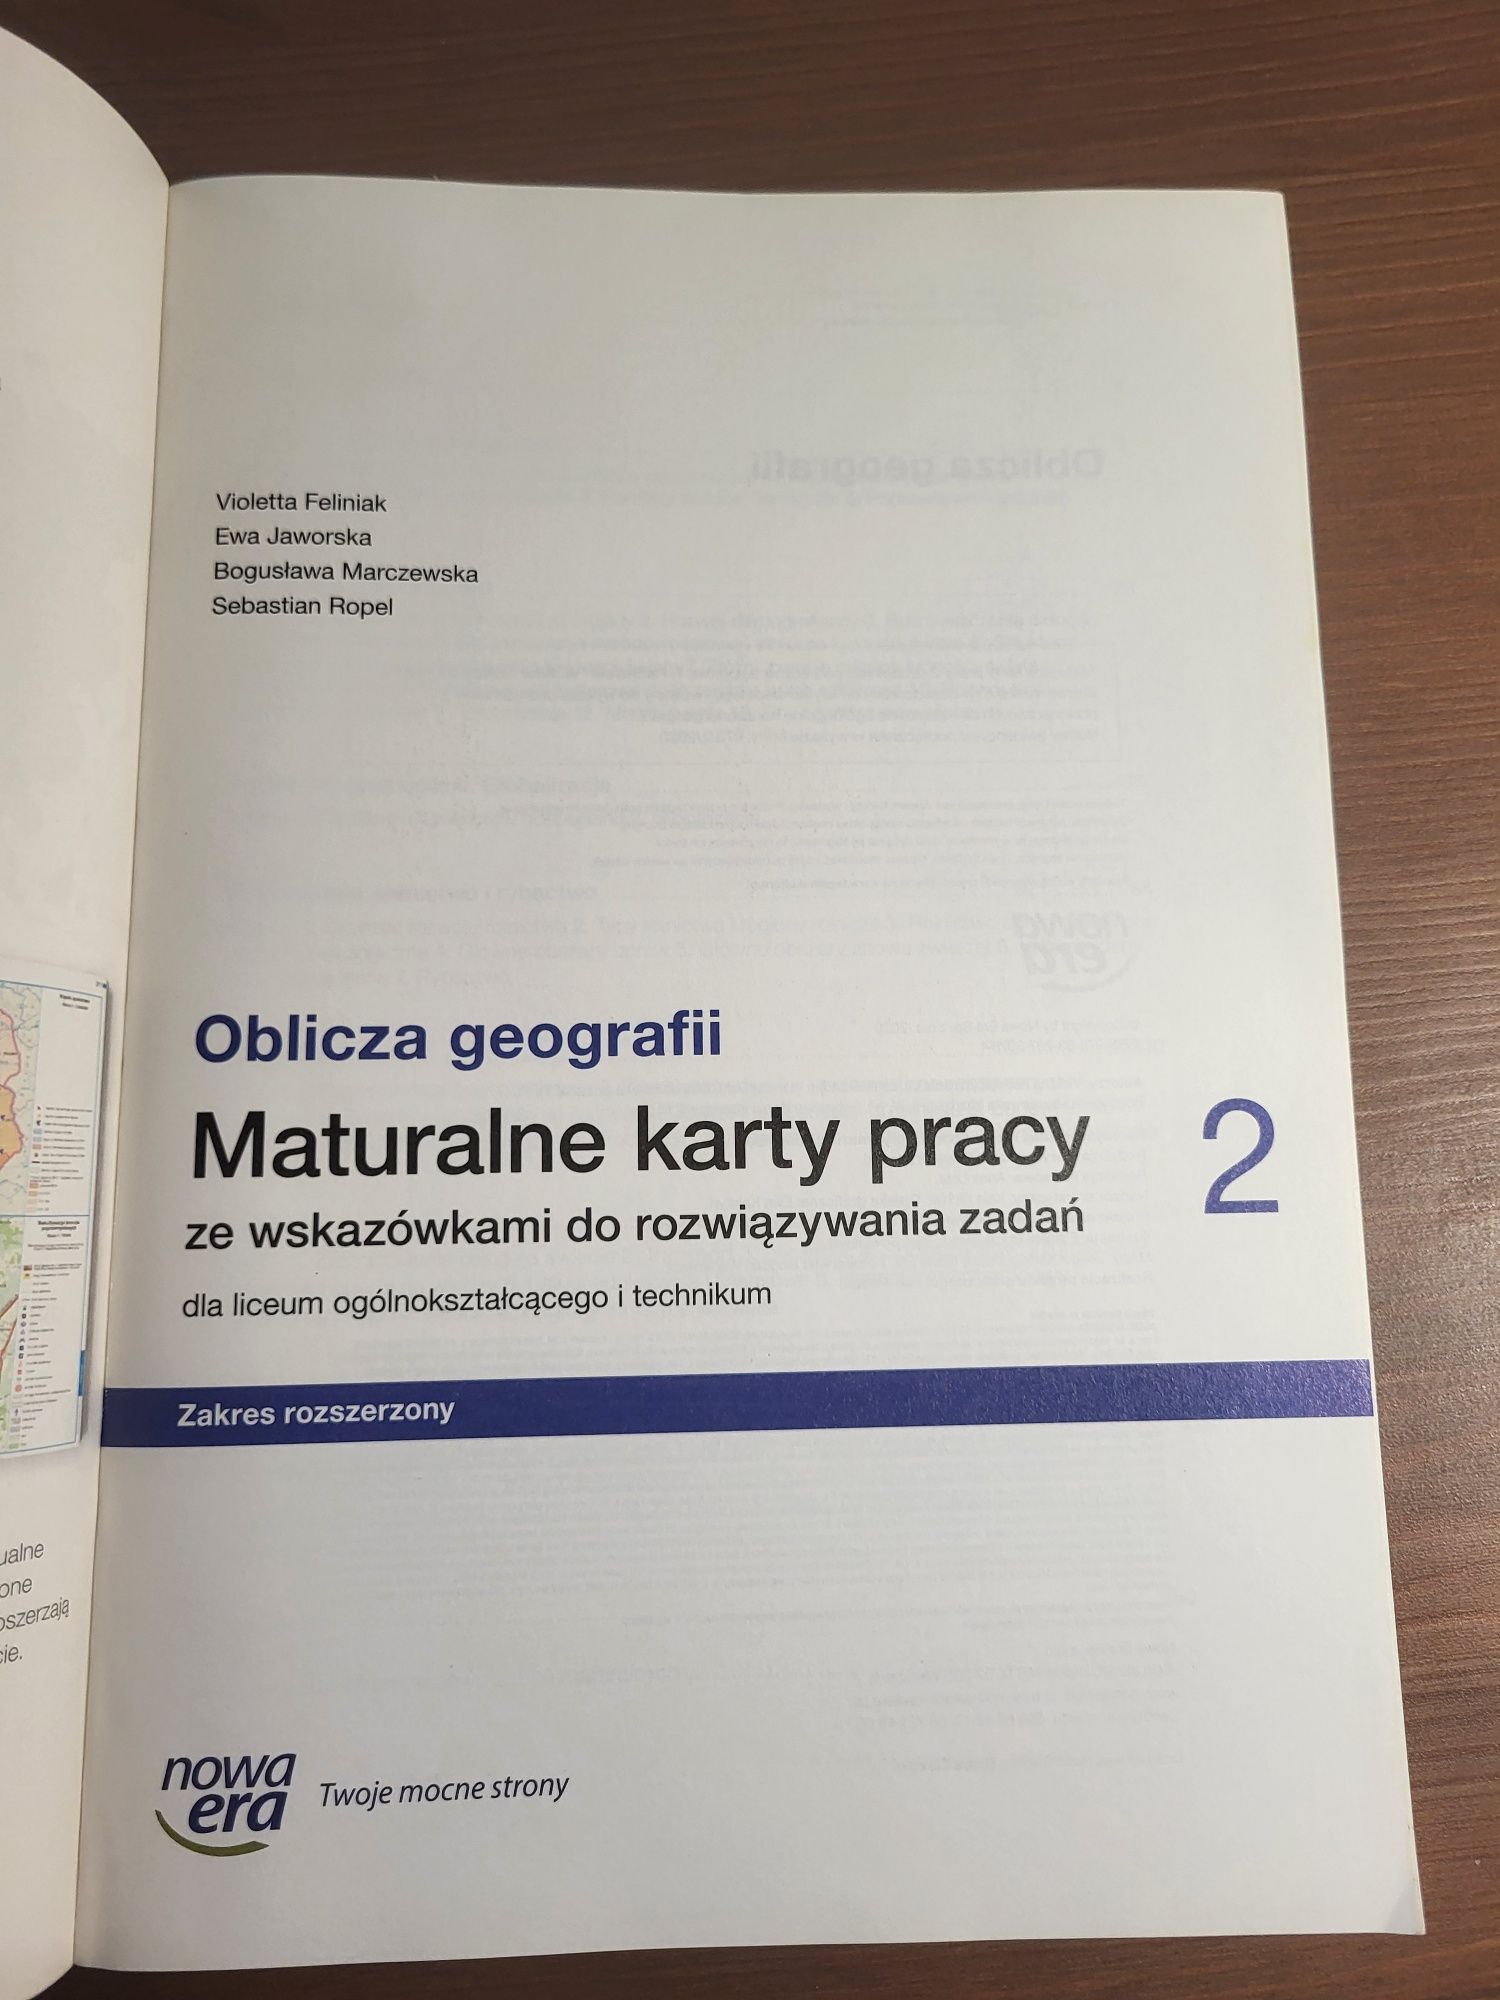 Violetta Feliniak
Ewa Jaworska
Bogusława Marczewska
Sebastian Ropel
Oblicza geografii
Maturalne karty pracy 2
ze wskazówkami do rozwiązywania zadań
dla liceum ogólnokształcącego i technikum
Zakres rozszerzony
nowa
era
Twoje mocne strony